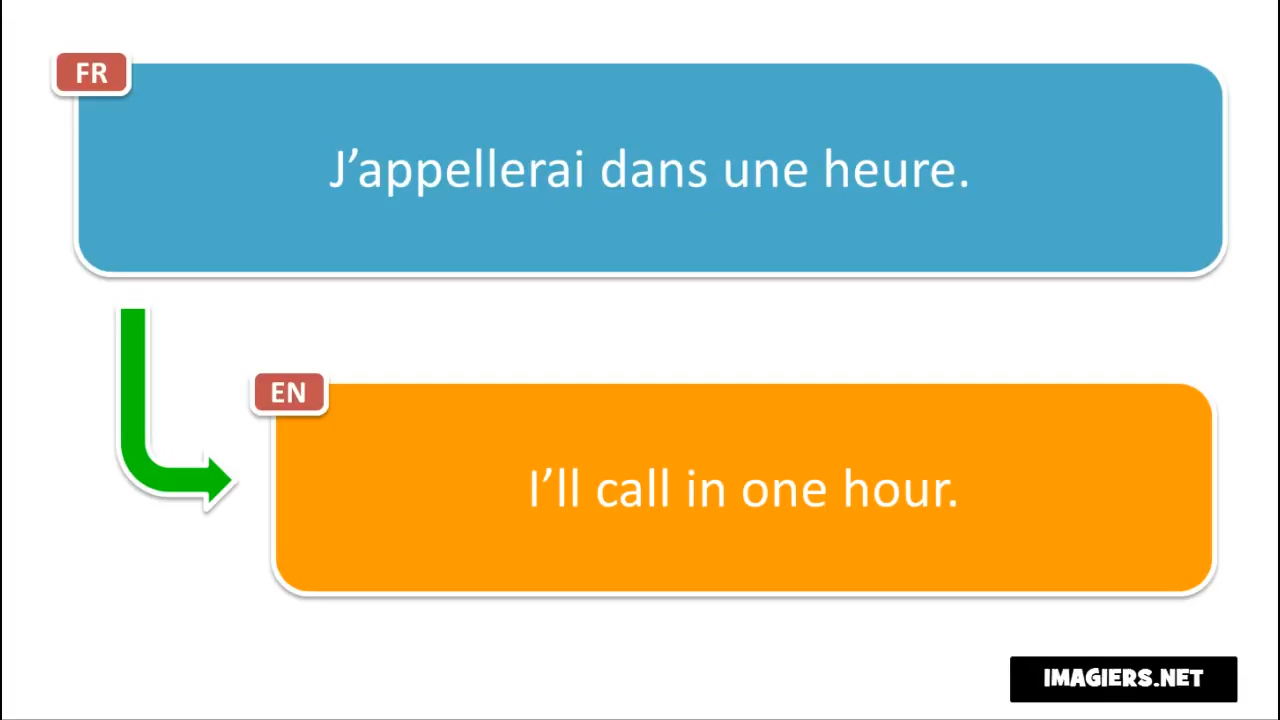 FR
J’appellerai dans une heure.
EN
I’ll call in one hour.
IMAGIERS.NET